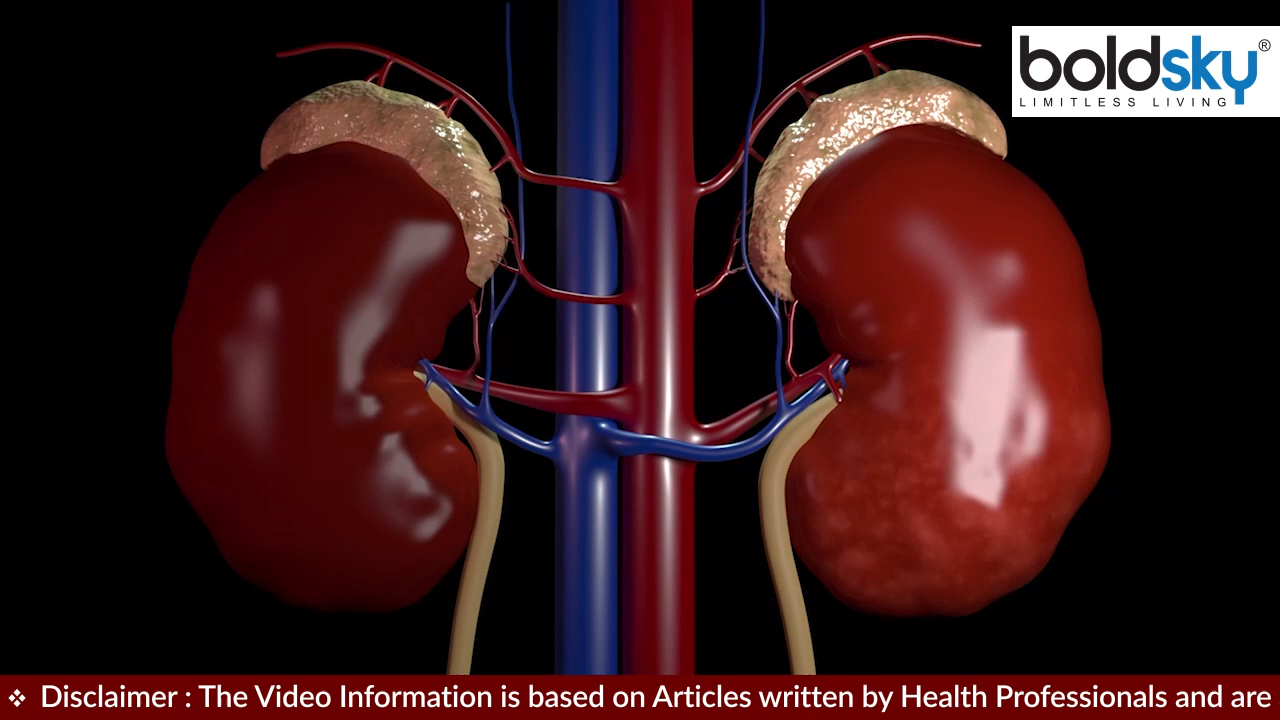 boldsky®
LIMITLESS LIVING
❖ Disclaimer : The Video Information is based on Articles written by Health Professionals and are